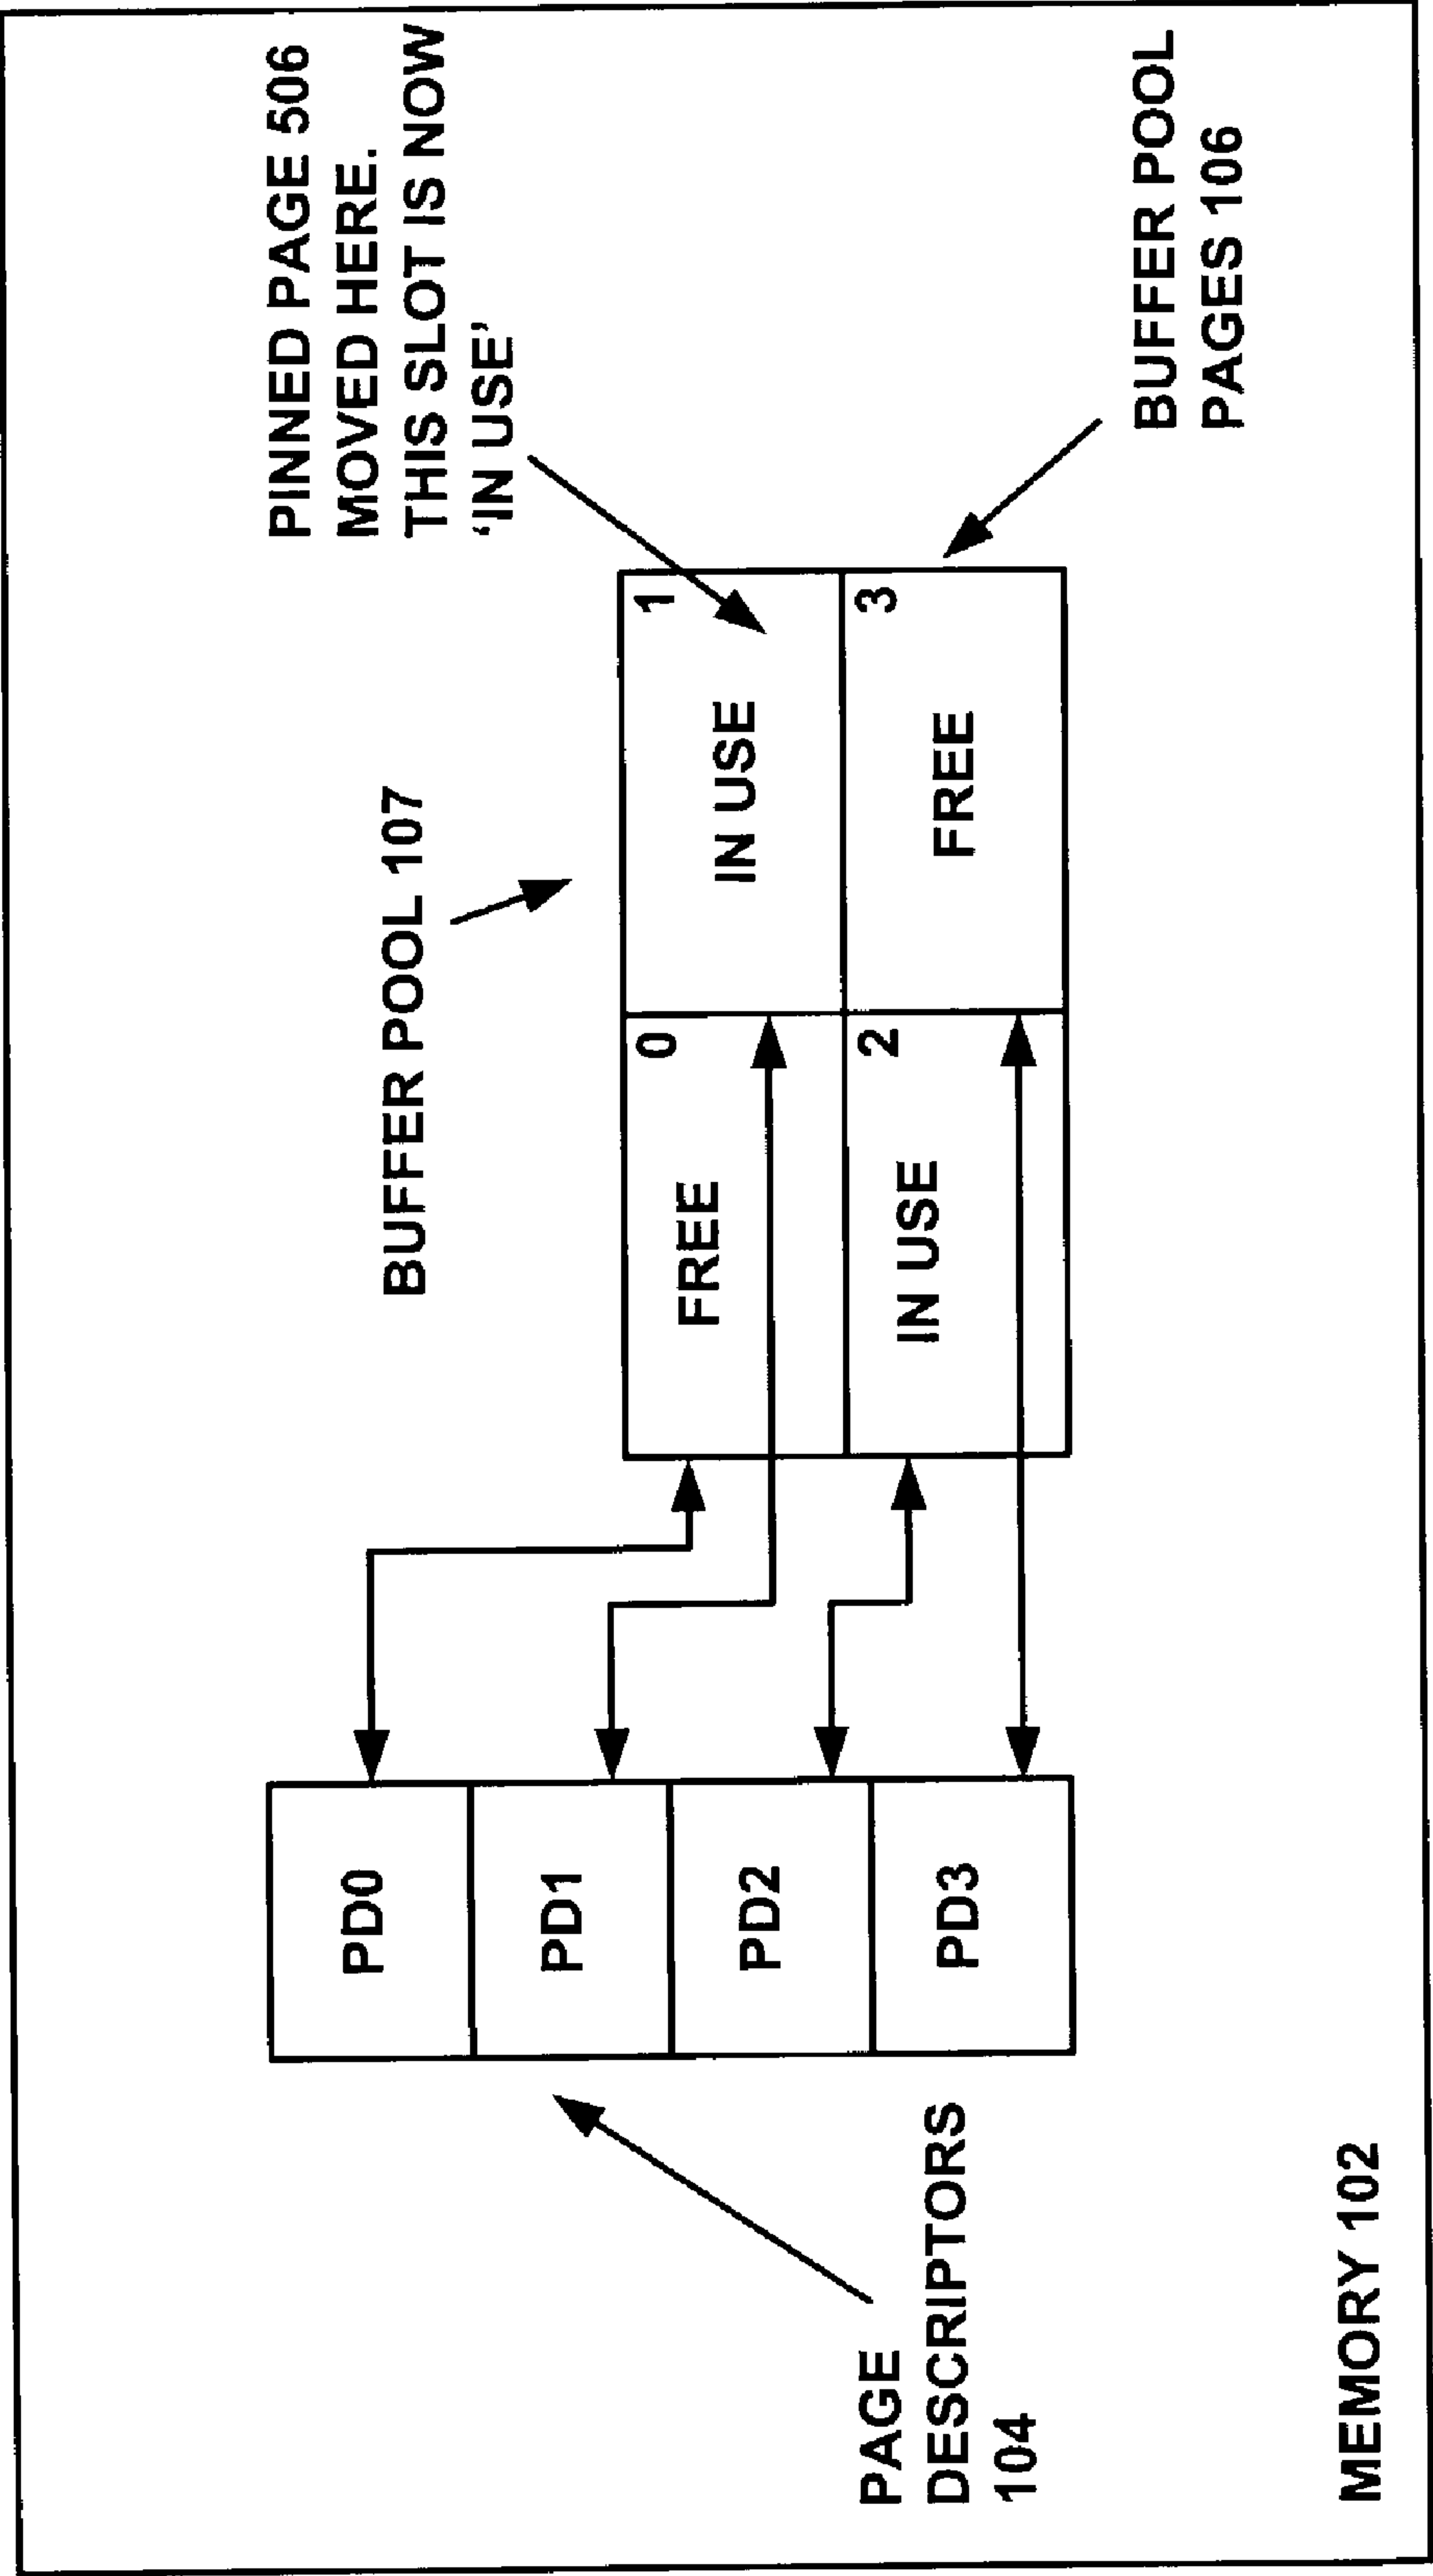 PINNED PAGE 506
MOVED HERE.
THIS SLOT IS NOW
‘IN USE’
BUFFER POOL 107
PD0
PD1
PD2
PD3
0
FREE
1
IN USE
2
IN USE
3
FREE
PAGE
DESCRIPTORS
104
BUFFER POOL
PAGES 106
MEMORY 102